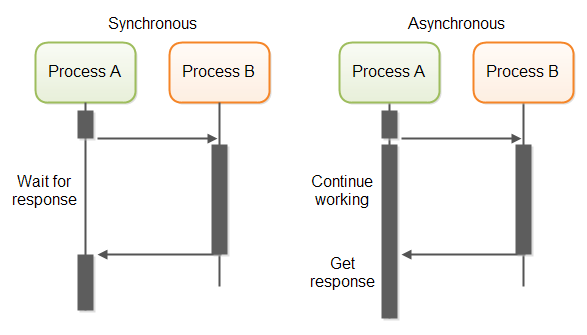 Synchronous
Process A
Process B
Wait for
response
Asynchronous
Process A
Process B
Continue
working
Get
response